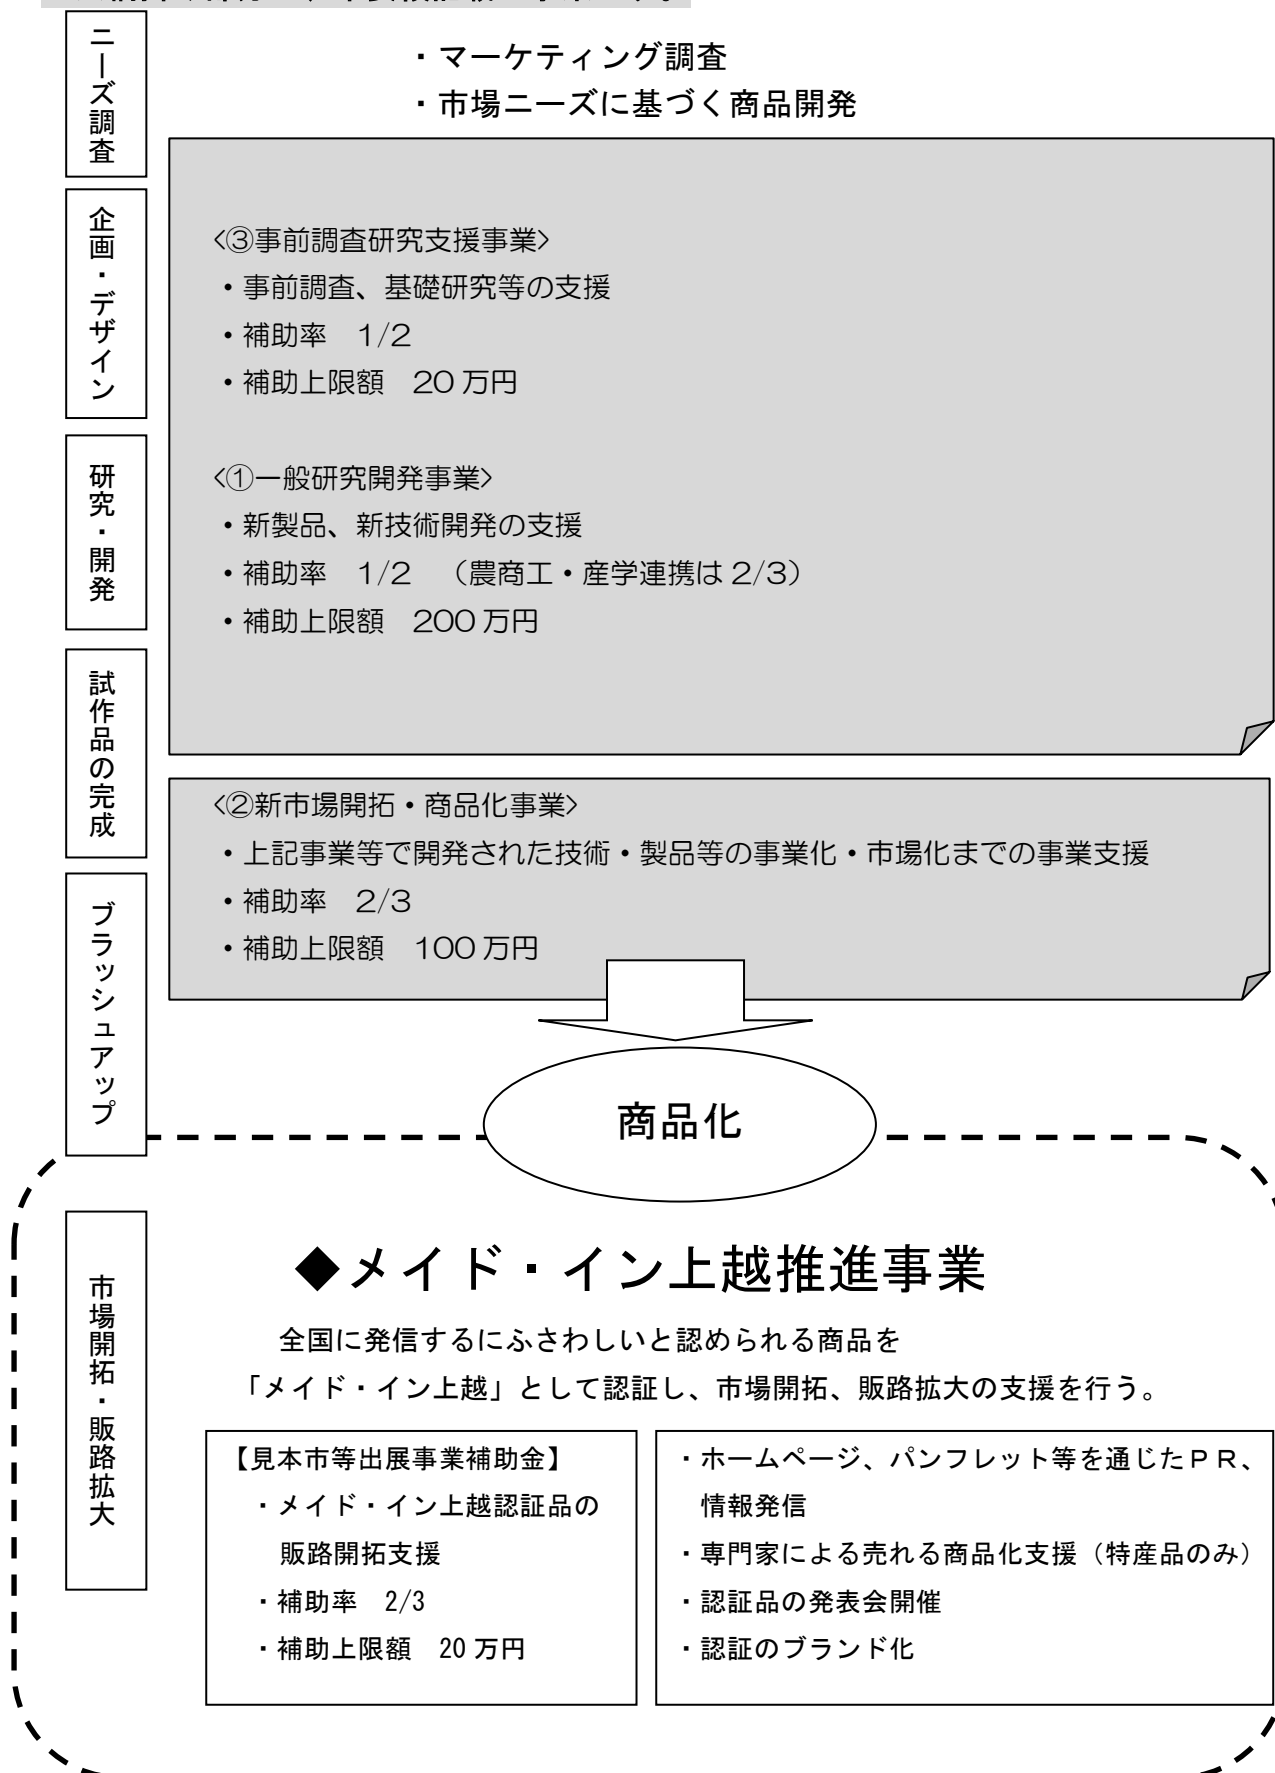 ニーズ調査
・マーケティング調査
・市場ニーズに基づく商品開発
企画・デザイン
<③事前調査研究支援事業>
・事前調査、基礎研究等の支援
・補助率　1/2
・補助上限額　20万円
研究・開発
<①一般研究開発事業>
・新製品、新技術開発の支援
・補助率　1/2　（農商工・産学連携は 2/3）
・補助上限額　200万円
試作品の完成
<②新市場開拓・商品化事業>
・上記事業等で開発された技術・製品等の事業化・市場化までの事業支援
・補助率　2/3
・補助上限額　100万円
ブラッシュアップ
商品化
市場開拓・販路拡大
◆メイド・イン上越推進事業
全国に発信するにふさわしいと認められる商品を
「メイド・イン上越」として認証し、市場開拓、販路拡大の支援を行う。
【見本市等出展事業補助金】
・メイド・イン上越認証品の
販路開拓支援
・補助率　2/3
・補助上限額　20万円
・ホームページ、パンフレット等を通じたＰＲ、
情報発信
・専門家による売れる商品化支援（特産品のみ）
・認証品の発表会開催
・認証のブランド化